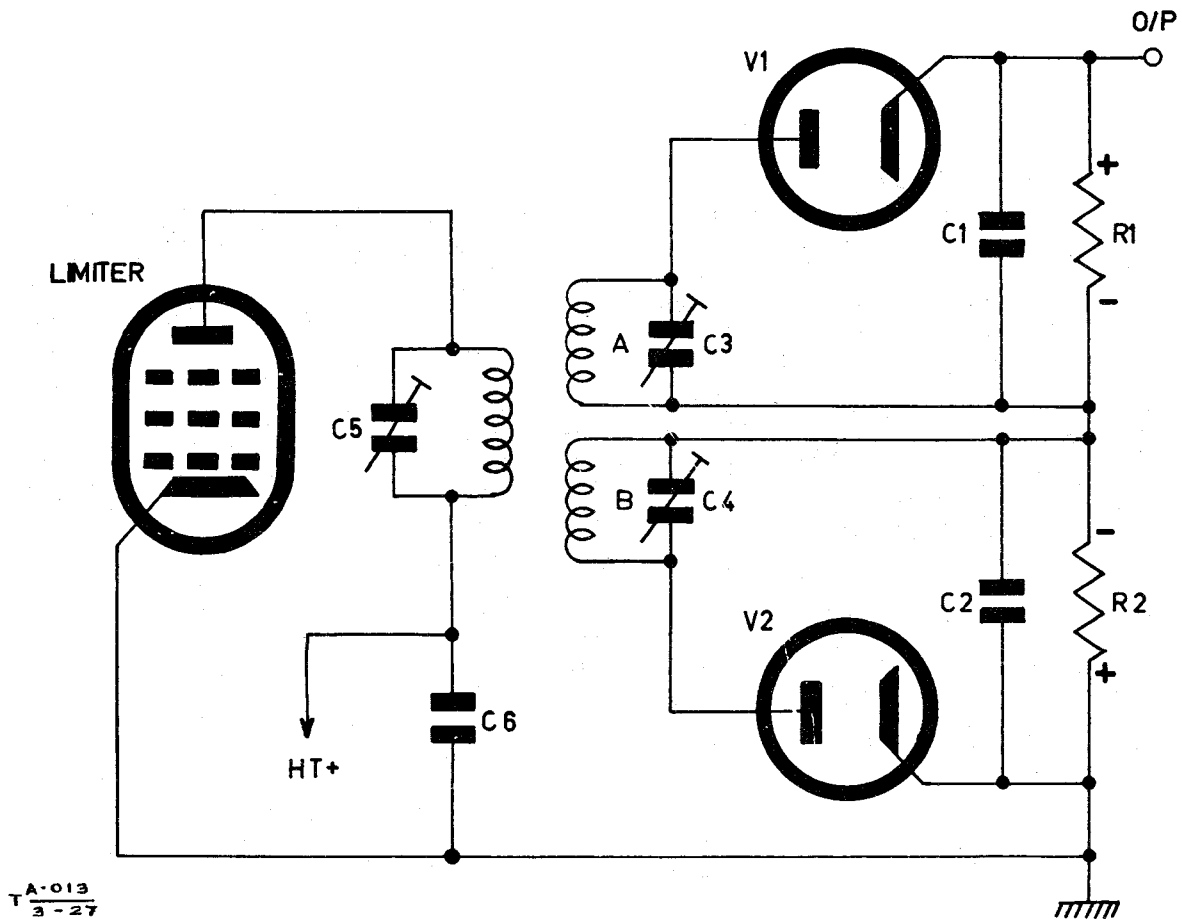 O/P
V1
+
C1
R1
-
LIMITER
A
C3
C5
B
C4
-
C2
R2
V2
+
C6
HT+
T A-013
3-27